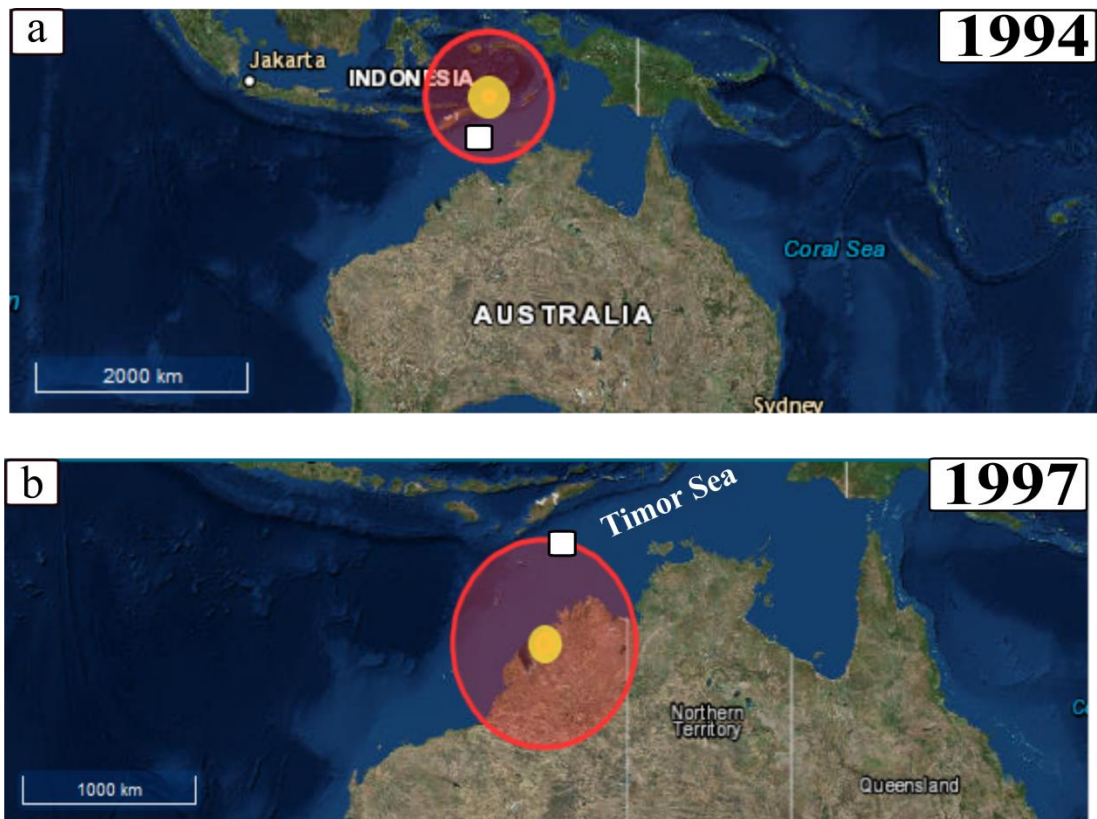 a
1994
Jakarta
INDONESIA
Coral Sea
AUSTRALIA
2000 km
Sydney
b
1997
Timor Sea
Northern
Territory
Queensland
1000 km